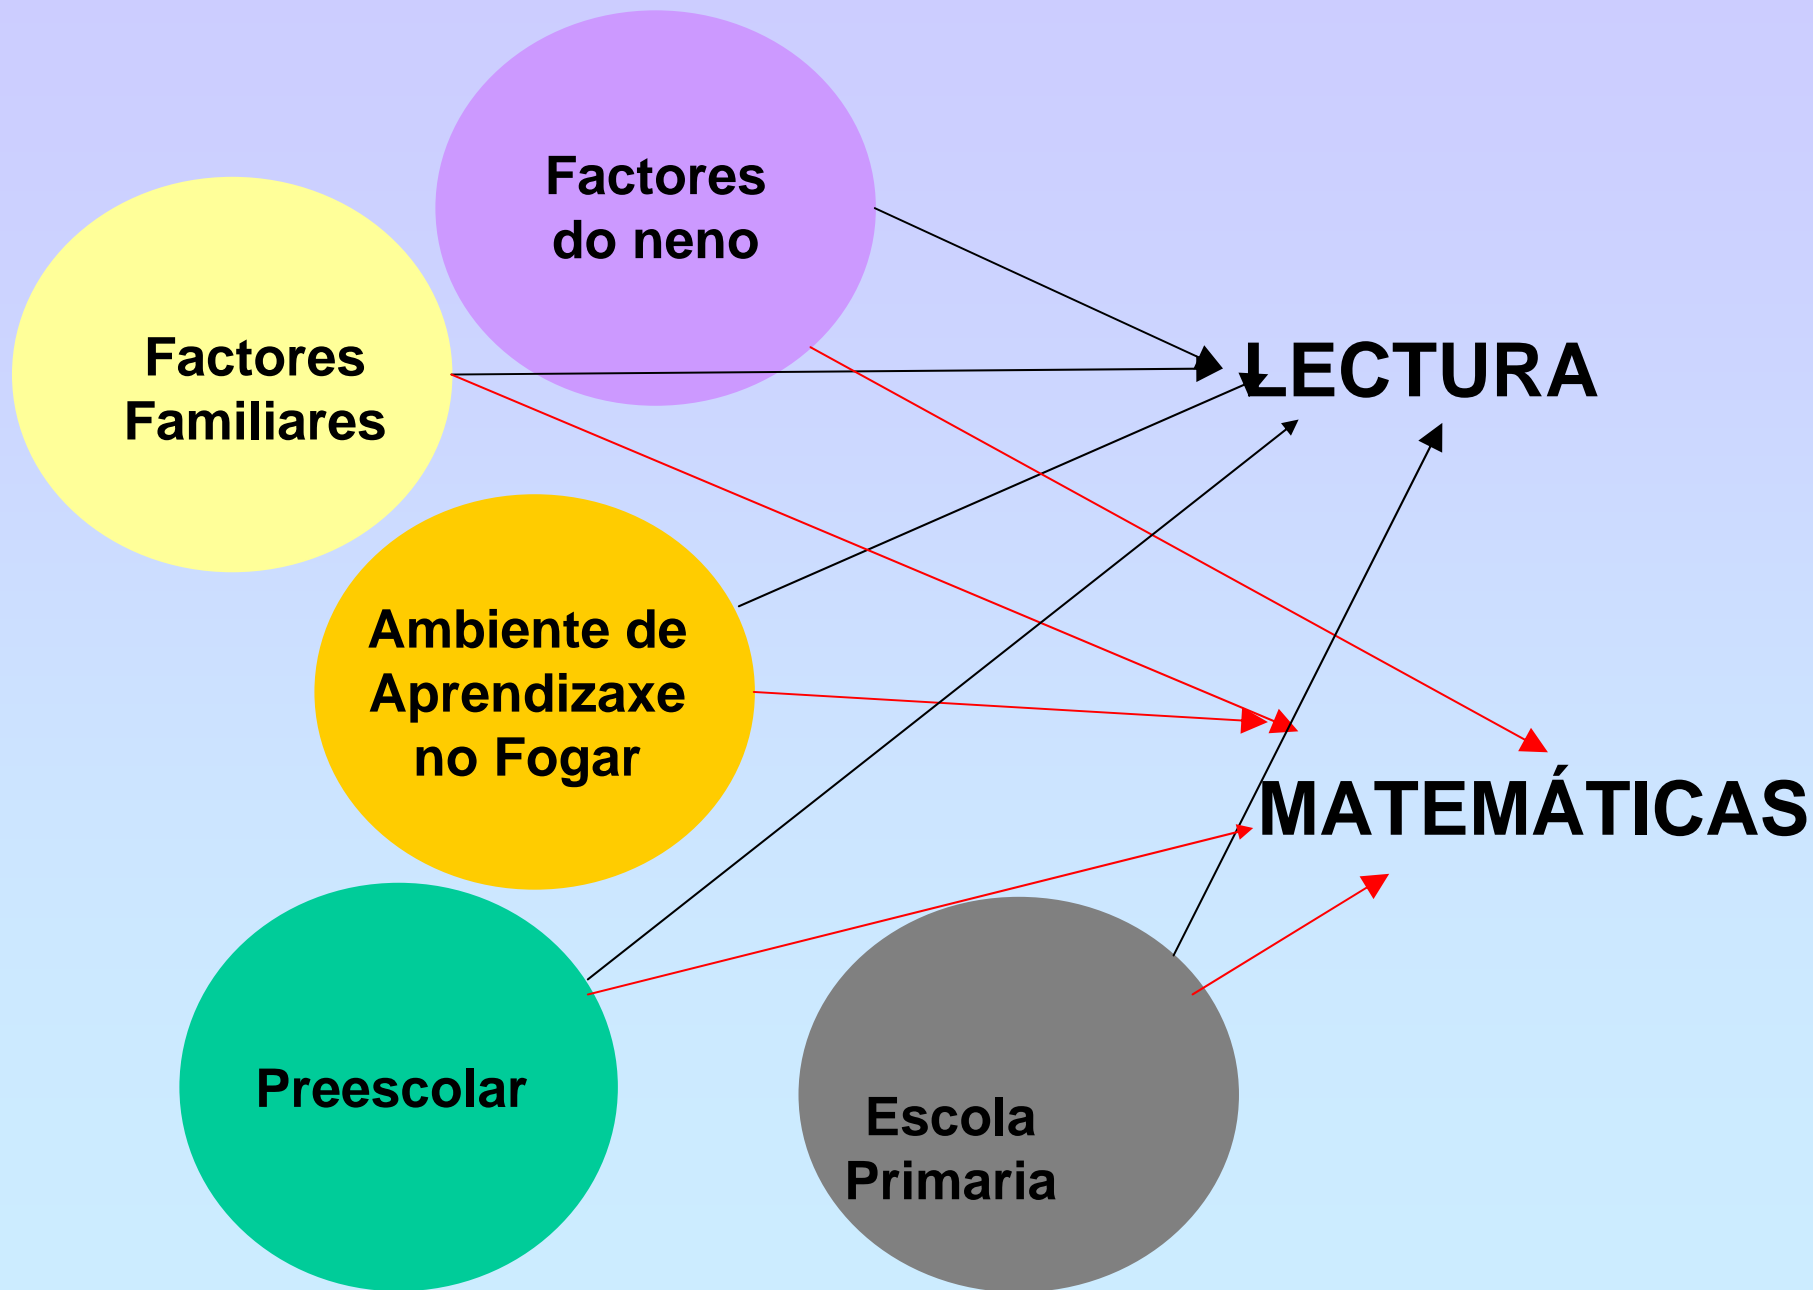 Factores
do neno
Factores
Familiares
LECTURA
Ambiente de
Aprendizaxe
no Fogar
MATEMÁTICAS
Preescolar
Escola
Primaria